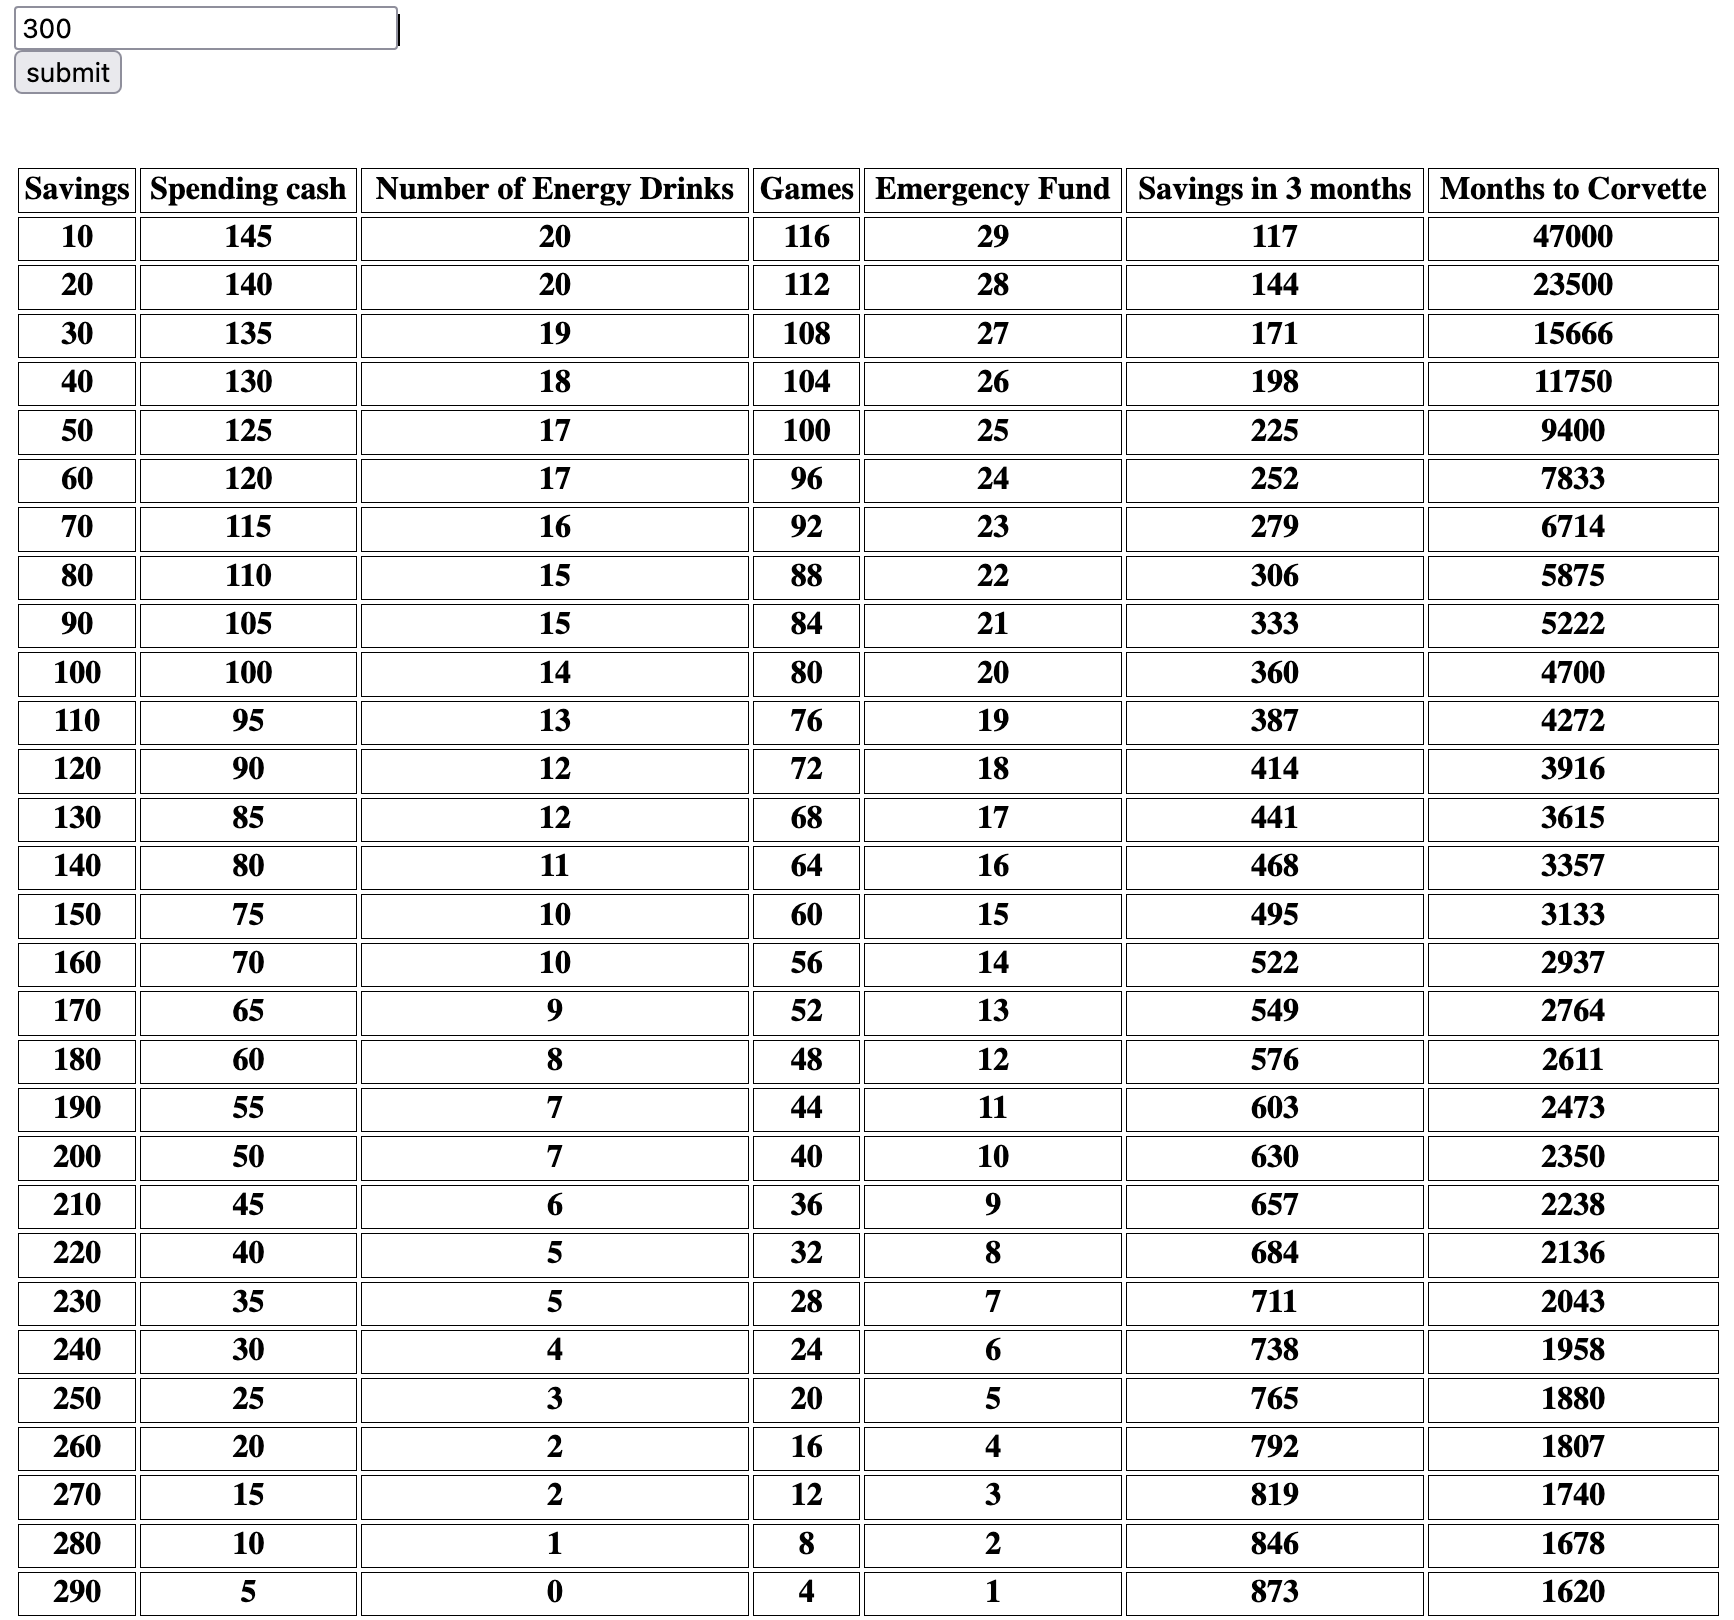 300
submit
Savings Spending cash Number of Energy Drinks Games Emergency Fund Savings in 3 months Months to Corvette
10 145 20 116 29 117 47000
20 140 20 112 28 144 23500
30 135 19 108 27 171 15666
40 130 18 104 26 198 11750
50 125 17 100 25 225 9400
60 120 17 96 24 252 7833
70 115 16 92 23 279 6714
80 110 15 88 22 306 5875
90 105 15 84 21 333 5222
100 100 14 80 20 360 4700
110 95 13 76 19 387 4272
120 90 12 72 18 414 3916
130 85 12 68 17 441 3615
140 80 11 64 16 468 3357
150 75 10 60 15 495 3133
160 70 10 56 14 522 2937
170 65 9 52 13 549 2764
180 60 8 48 12 576 2611
190 55 7 44 11 603 2473
200 50 7 40 10 630 2350
210 45 6 36 9 657 2238
220 40 5 32 8 684 2136
230 35 5 28 7 711 2043
240 30 4 24 6 738 1958
250 25 3 20 5 765 1880
260 20 2 16 4 792 1807
270 15 2 12 3 819 1740
280 10 1 8 2 846 1678
290 5 0 4 1 873 1620